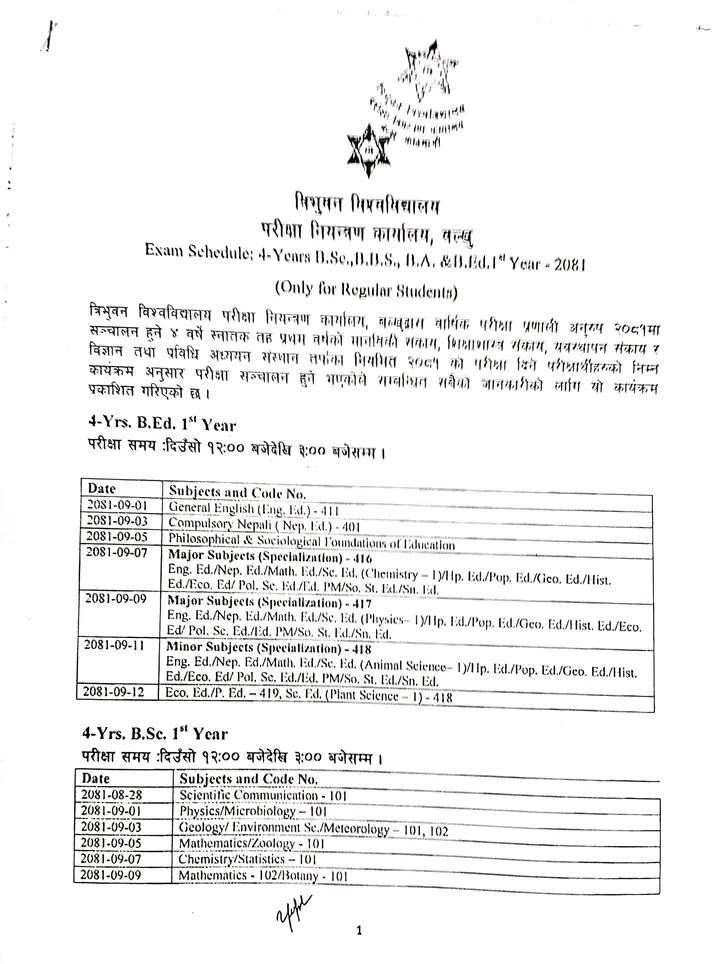 त्रिभुवन विश्वविद्यालय
परीक्षा नियन्त्रण कार्यालय, बल्खु
Exam Schedule: 4-Years B.Sc.,B.B.S., B.A. &B.Ed.1st Year - 2081
(Only for Regular Students)
त्रिभुवन विश्वविद्यालय परीक्षा नियन्त्रण कार्यालय, बल्खुद्वारा वार्षिक परीक्षा प्रणाली अनुरुप २०८१मा
सञ्चालन हुने ४ वर्षे स्नातक तह प्रथम वर्षको मानविकी संकाय, शिक्षाशास्त्र संकाय, व्यवस्थापन संकाय र
विज्ञान तथा प्रविधि अध्ययन संस्थान तर्फका नियमित २०८१ को परीक्षा दिने परीक्षार्थीहरुको निम्न
कार्यक्रम अनुसार परीक्षा सञ्चालन हुने भएकोले सम्बन्धित सबैको जानकारीको लागि यो कार्यक्रम
प्रकाशित गरिएको छ ।
4-Yrs. B.Ed. 1st Year
परीक्षा समय :दिउँसो १२:०० बजेदेखि ३:०० बजेसम्म ।
Date Subjects and Code No.
2081-09-01 General English (Eng. Ed.) - 411
2081-09-03 Compulsory Nepali ( Nep. Ed.) - 401
2081-09-05 Philosophical & Sociological Foundations of Education
2081-09-07 Major Subjects (Specialization) - 416
Eng. Ed./Nep. Ed./Math. Ed./Sc. Ed. (Chemistry – 1)/Hp. Ed./Pop. Ed./Geo. Ed./Hist.
Ed./Eco. Ed/ Pol. Sc. Ed./Ed. PM/So. St. Ed./Sn. Ed.
2081-09-09 Major Subjects (Specialization) - 417
Eng. Ed./Nep. Ed./Math. Ed./Sc. Ed. (Physics– 1)/Hp. Ed./Pop. Ed./Geo. Ed./Hist. Ed./Eco.
Ed/ Pol. Sc. Ed./Ed. PM/So. St. Ed./Sn. Ed.
2081-09-11 Minor Subjects (Specialization) - 418
Eng. Ed./Nep. Ed./Math. Ed./Sc. Ed. (Animal Science– 1)/Hp. Ed./Pop. Ed./Geo. Ed./Hist.
Ed./Eco. Ed/ Pol. Sc. Ed./Ed. PM/So. St. Ed./Sn. Ed.
2081-09-12 Eco. Ed./P. Ed. – 419, Sc. Ed. (Plant Science – 1) - 418
4-Yrs. B.Sc. 1st Year
परीक्षा समय :दिउँसो १२:०० बजेदेखि ३:०० बजेसम्म ।
Date Subjects and Code No.
2081-08-28 Scientific Communication - 101
2081-09-01 Physics/Microbiology – 101
2081-09-03 Geology/ Environment Sc./Meteorology – 101, 102
2081-09-05 Mathematics/Zoology - 101
2081-09-07 Chemistry/Statistics – 101
2081-09-09 Mathematics - 102/Botany - 101
1